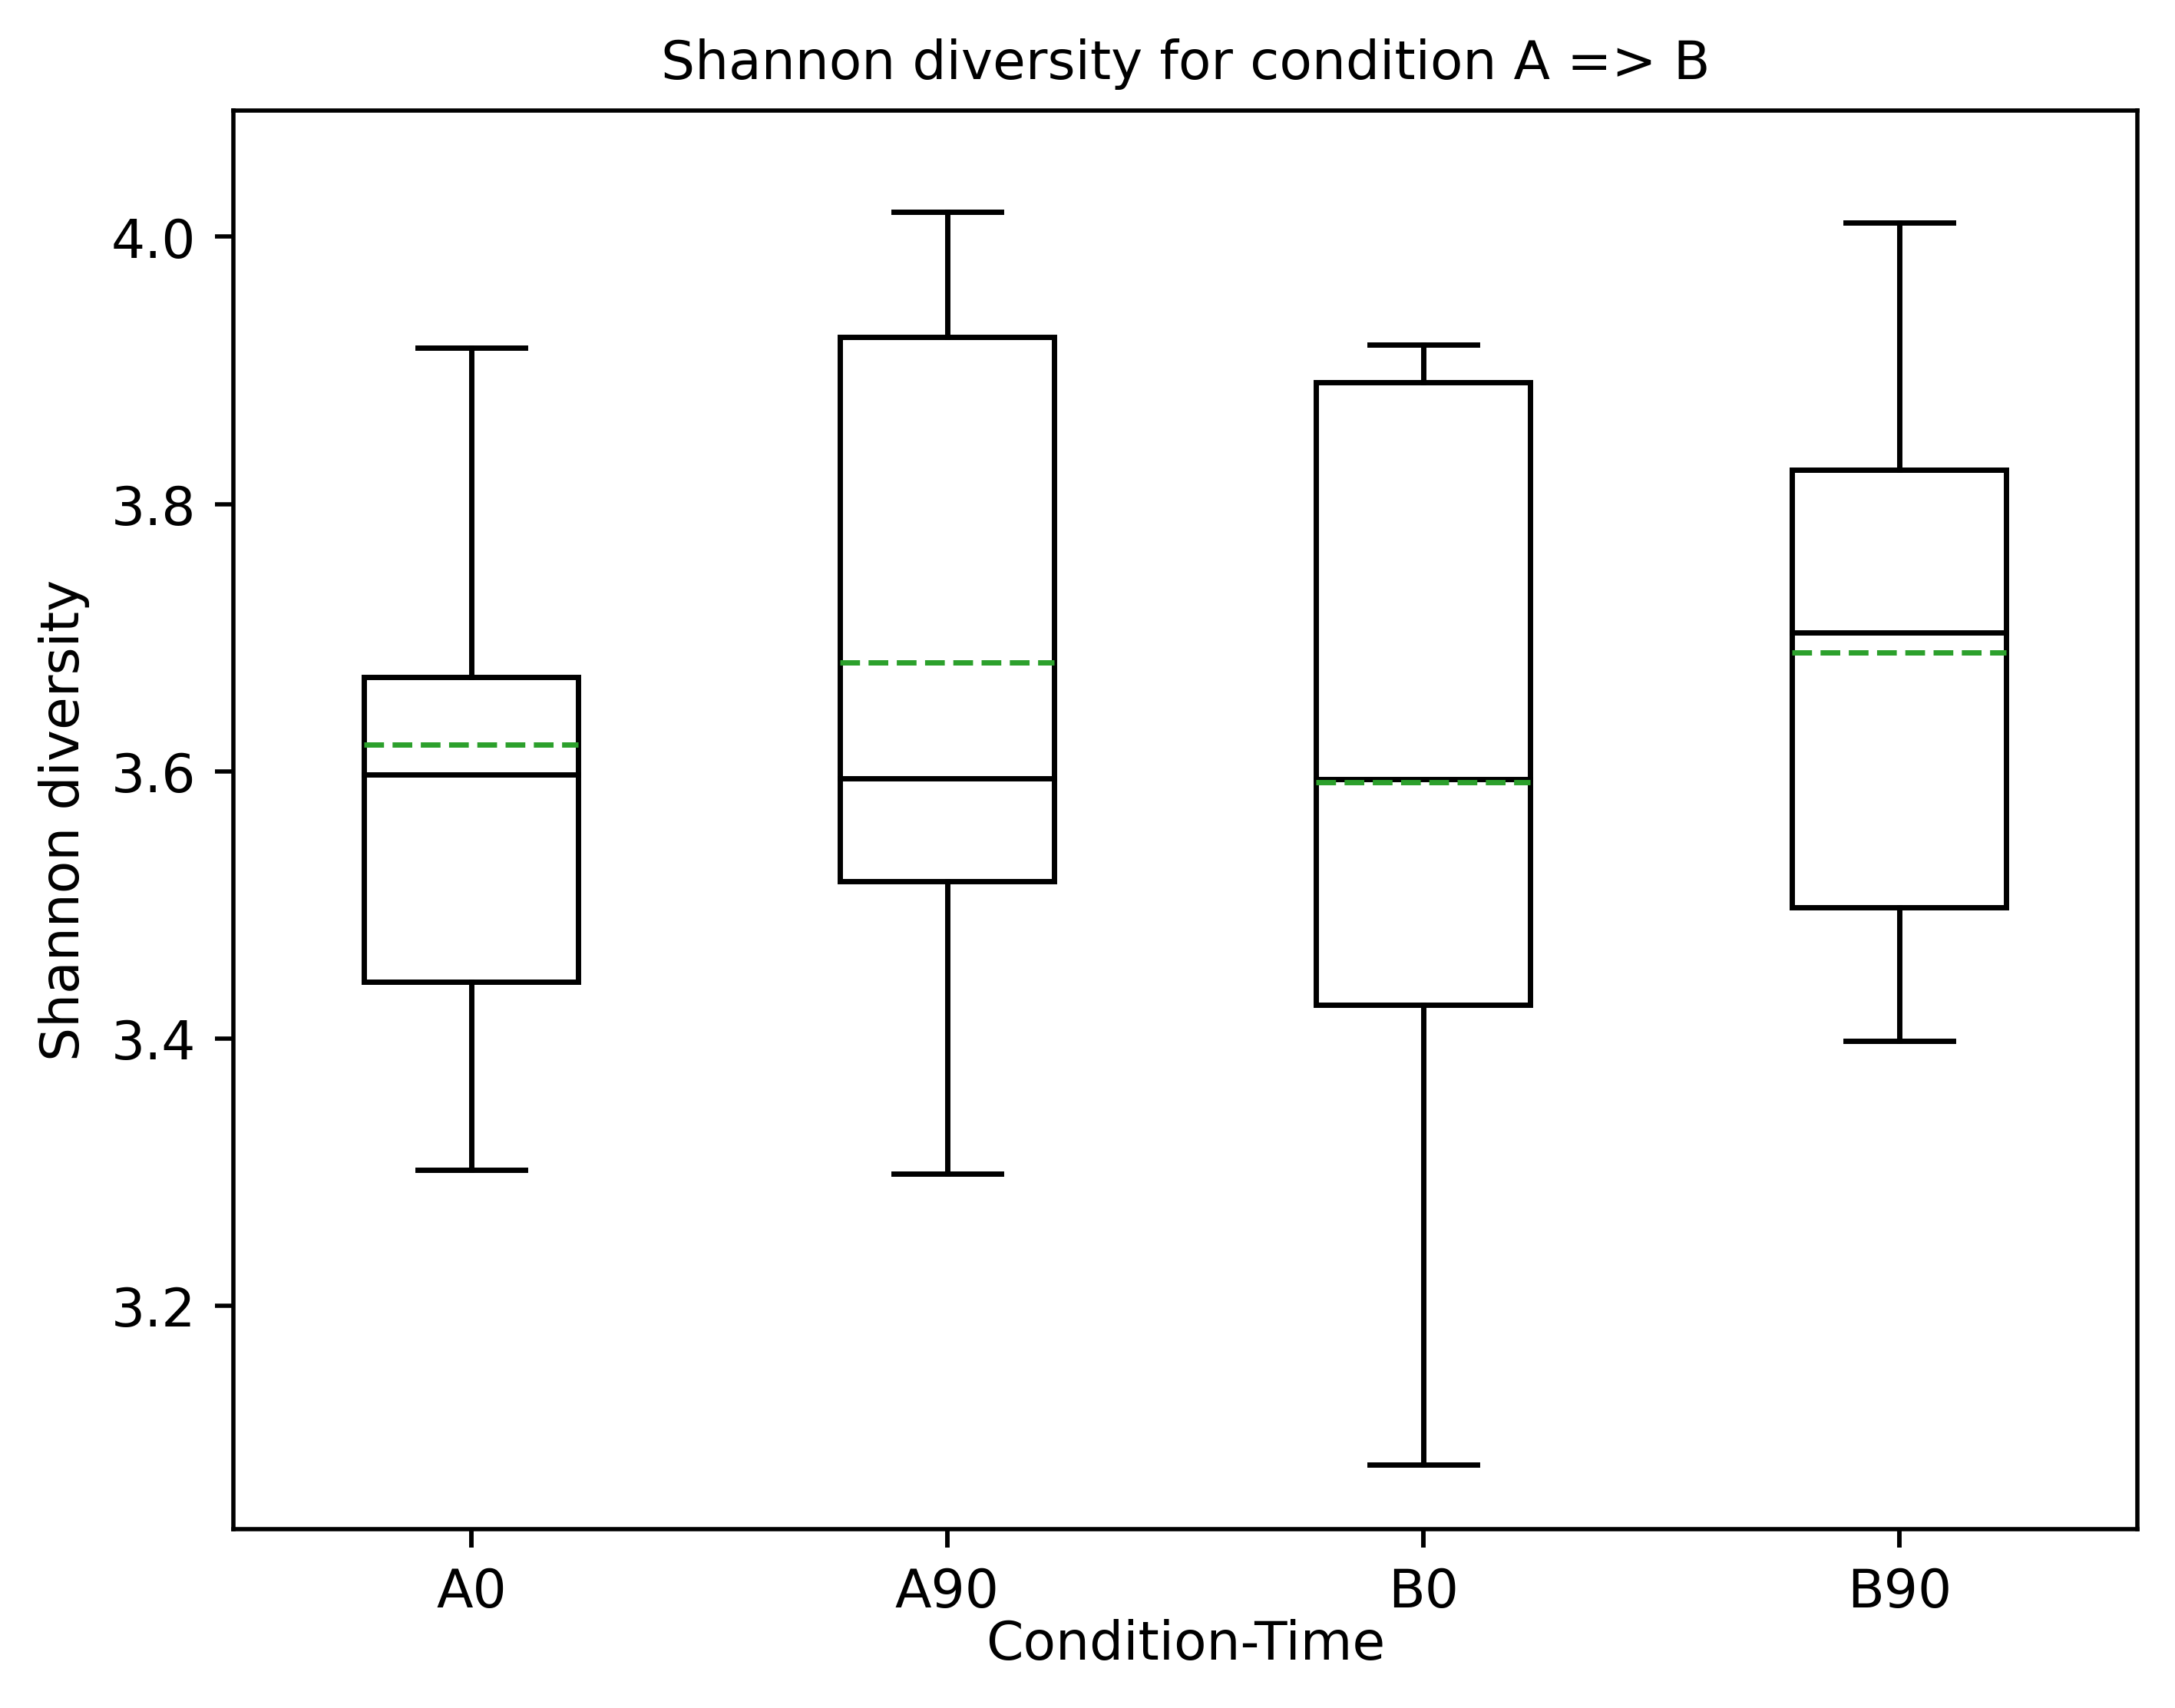 Shannon diversity for condition A => B
Shannon diversity
4.0
3.8
3.6
3.4
3.2
A0 A90 B0 B90
Condition-Time